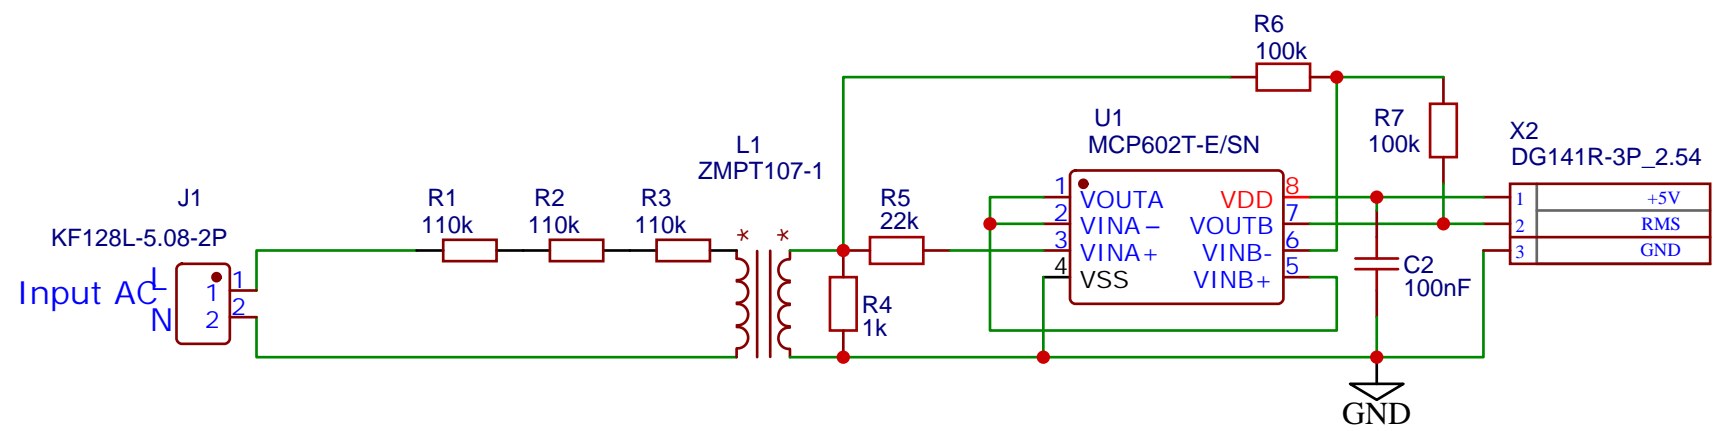 R6
100k
U1
MCP602T-E/SN
R7
100k
X2
DG141R-3P_2.54
L1
ZMPT107-1
J1
KF128L-5.08-2P
R1
110k
R2
110k
R3
110k
* *
R5
22k
1 VOUTA VDD 8
2 VINA- VOUTB 7
3 VINA+ VINB- 6
4 VSS VINB+ 5
1 +5V
2 RMS
3 GND
Input AC
L 1 1
N 2 2
R4
1k
C2
100nF
GND